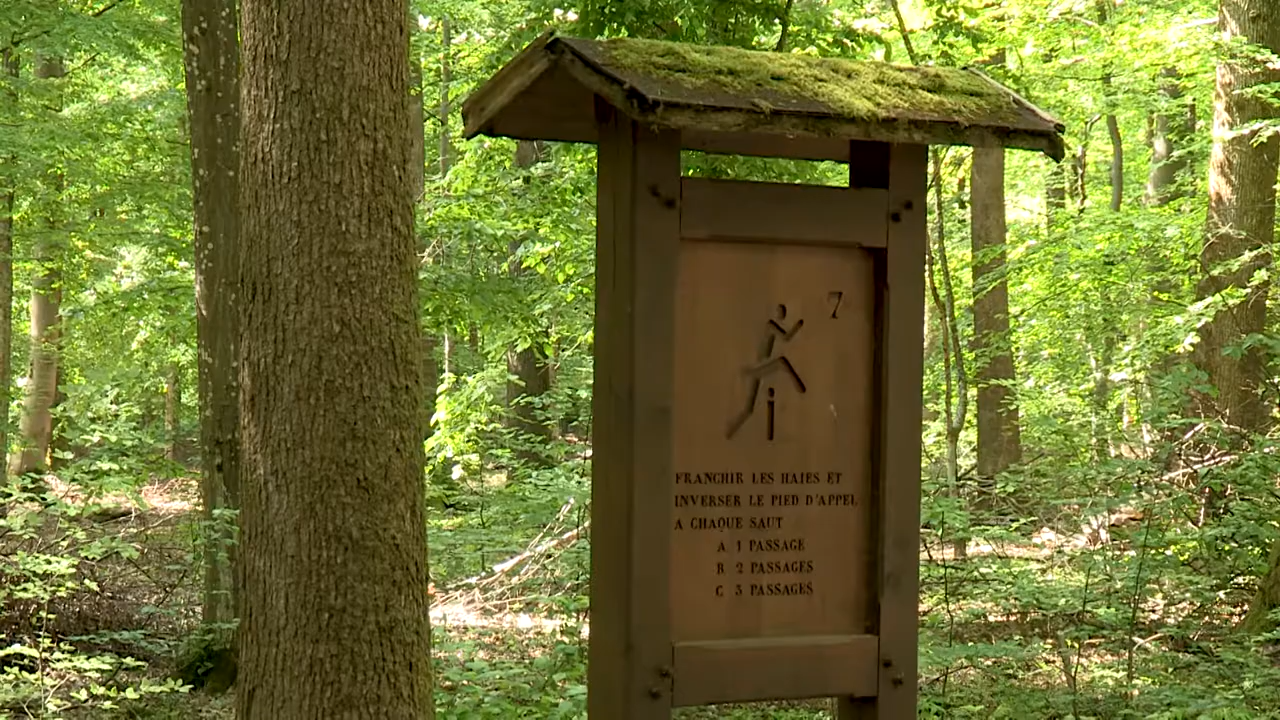 7
FRANCHIR LES HAIES ET
INVERSER LE PIED D'APPEL
A CHAQUE SAUT
A 1 PASSAGE
B 2 PASSAGES
C 3 PASSAGES